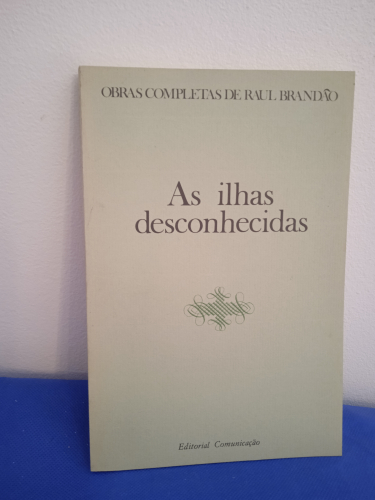 OBRAS COMPLETAS DE RAUL BRANDÃO
As ilhas
desconhecidas
Editorial Comunicação